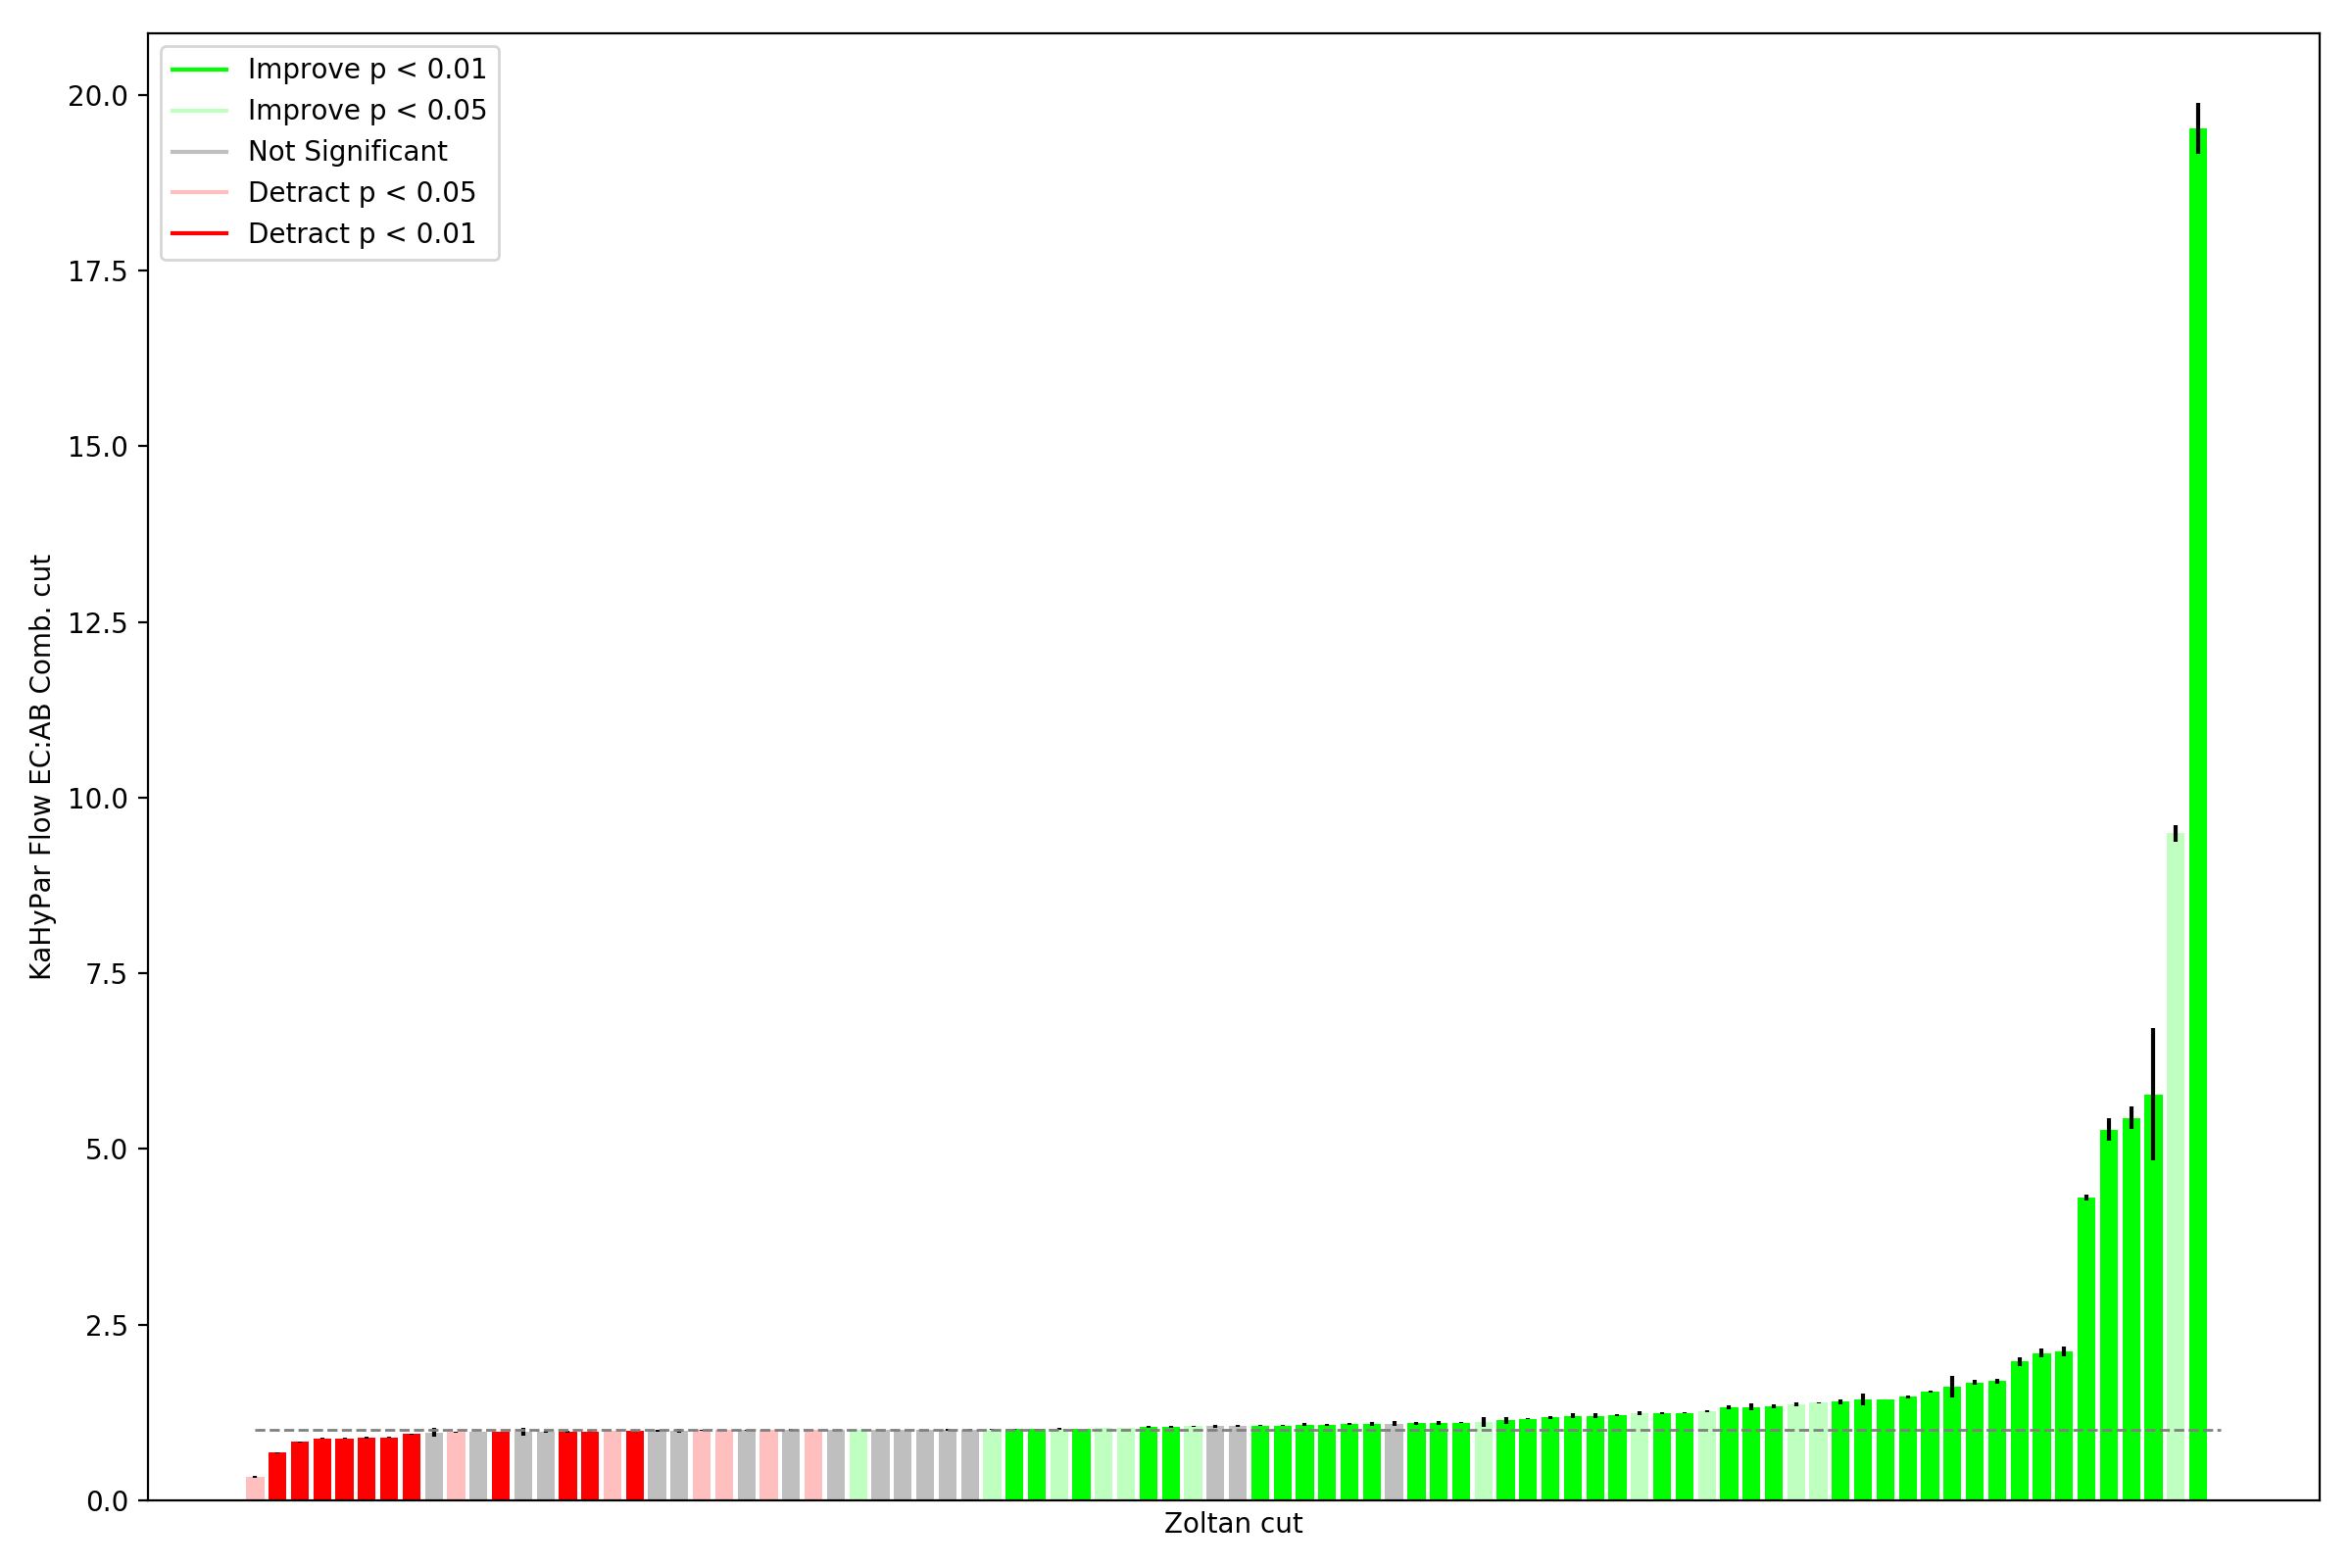 Improve p < 0.01
Improve p < 0.05
Not Significant
Detract p < 0.05
Detract p < 0.01
20.0
17.5
15.0
12.5
10.0
7.5
5.0
2.5
0.0
KaHyPar Flow EC:AB Comb. cut
Zoltan cut